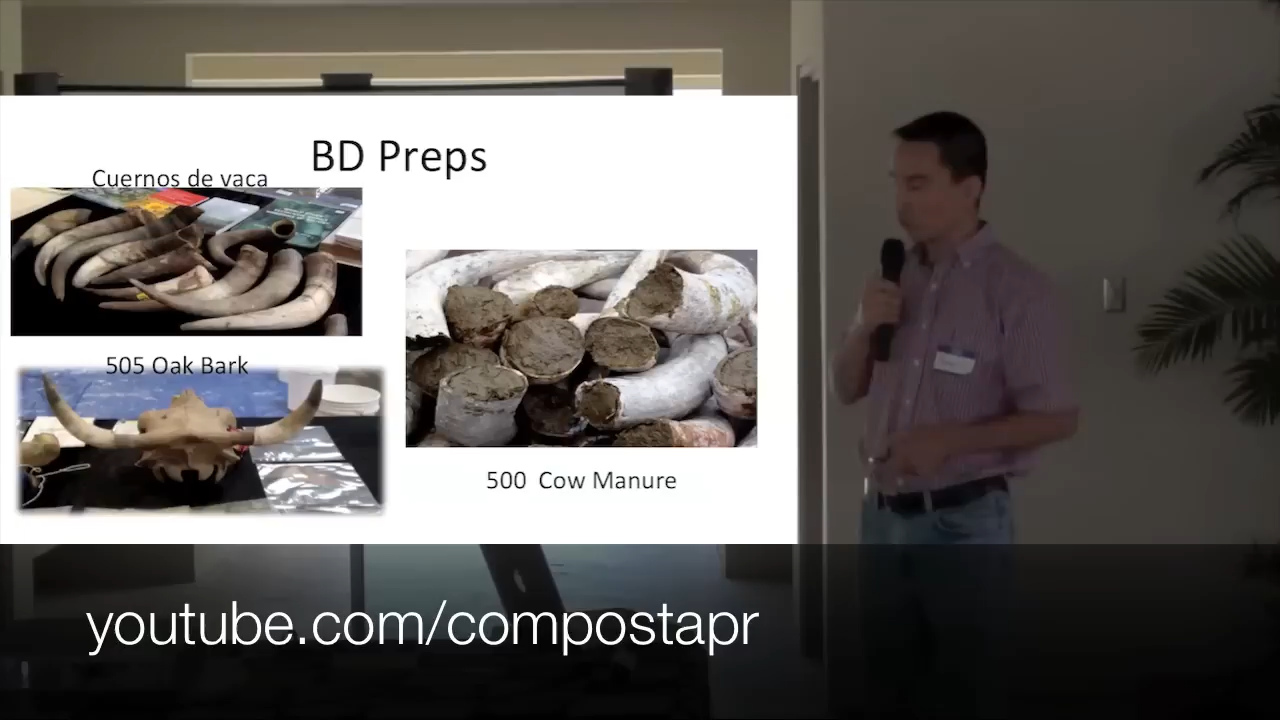 BD Preps
Cuernos de vaca
505 Oak Bark
500 Cow Manure
youtube.com/compostapr